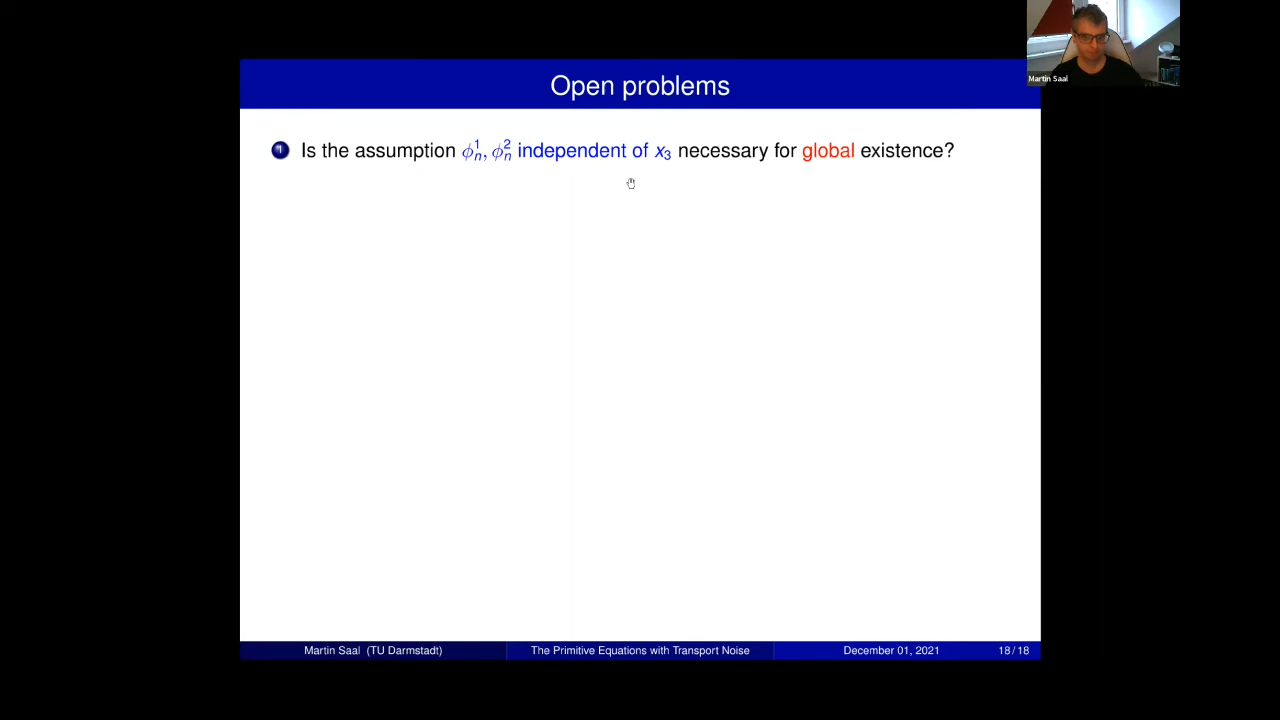 Martin Saal
Open problems
1 Is the assumption ϕ¹ₙ, ϕ²ₙ independent of x₃ necessary for global existence?
Martin Saal (TU Darmstadt) The Primitive Equations with Transport Noise December 01, 2021 18 / 18